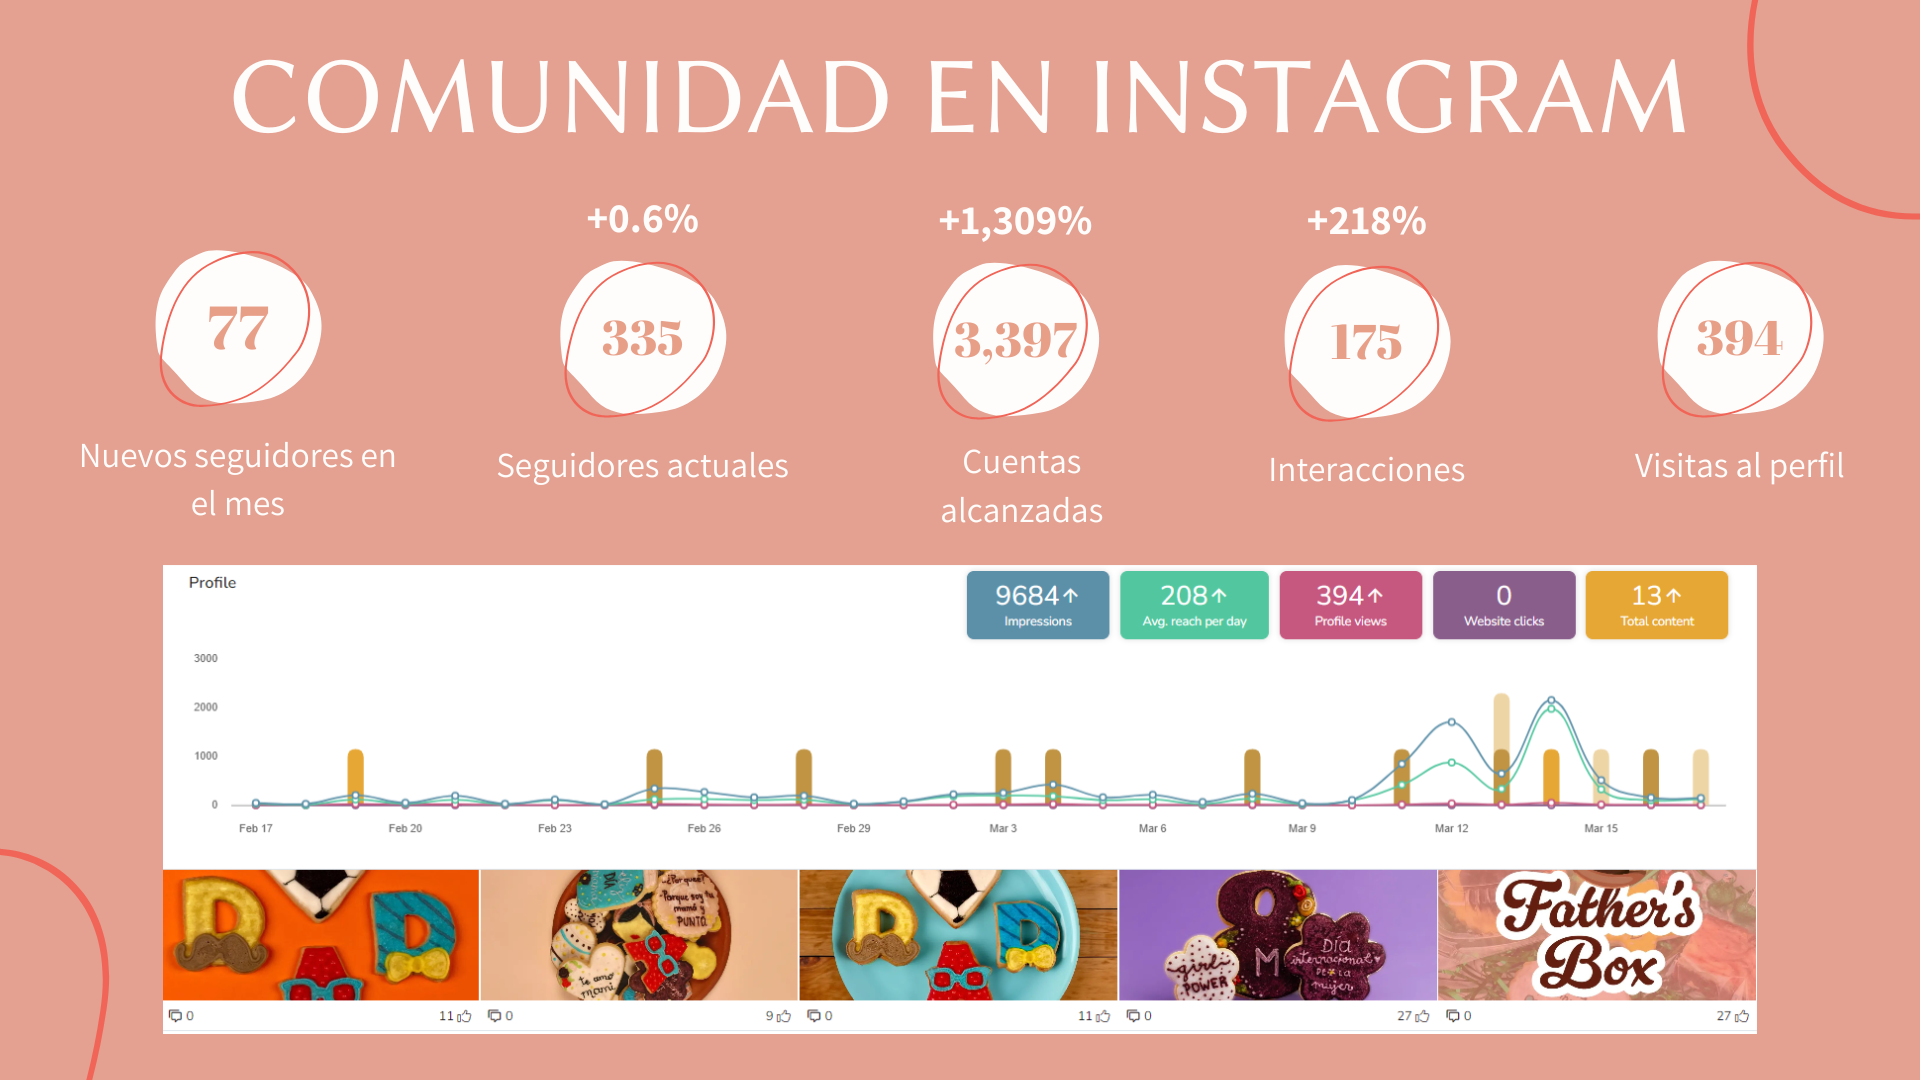 COMUNIDAD EN INSTAGRAM
+0.6%
+1,309%
+218%
77
335
3,397
175
394
Nuevos seguidores en
el mes
Seguidores actuales
Cuentas
alcanzadas
Interacciones
Visitas al perfil
Profile
9684↑
Impressions
208↑
Avg. reach per day
394↑
Profile views
0
Website clicks
13↑
Total content
3000
2000
1000
0
Feb 17
Feb 20
Feb 23
Feb 26
Feb 29
Mar 3
Mar 6
Mar 9
Mar 12
Mar 15
D D
DÍA
¿Porque?
Porque soy tu
mamá y
PUNTO
te amo
mami
D D
8
M
girl
POWER
Día
internacional
DE LA
mujer
Father's
Box
0 11
0 9
0 11
0 27
0 27